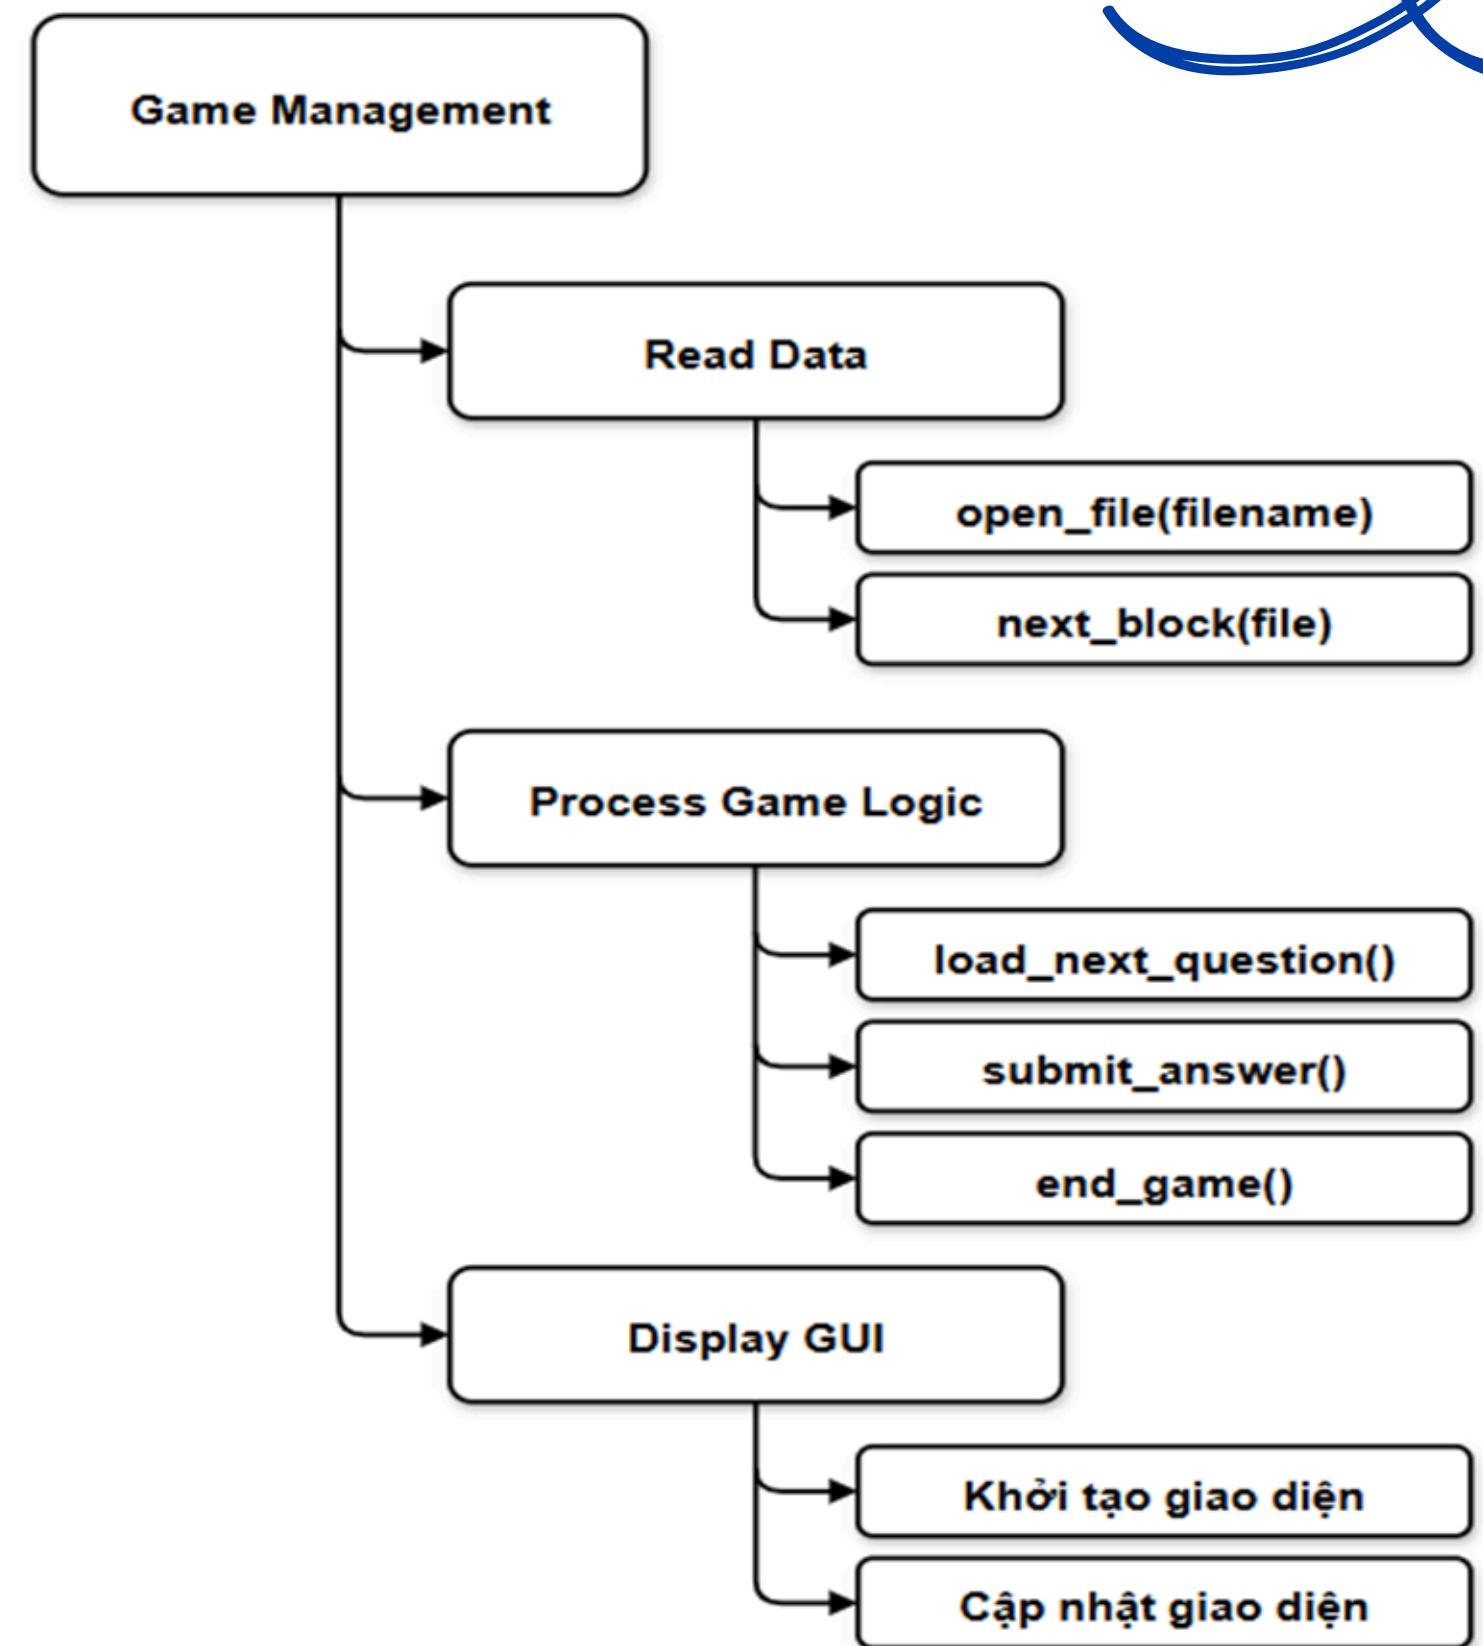 Game Management
Read Data
open_file(filename)
next_block(file)
Process Game Logic
load_next_question()
submit_answer()
end_game()
Display GUI
Khởi tạo giao diện
Cập nhật giao diện